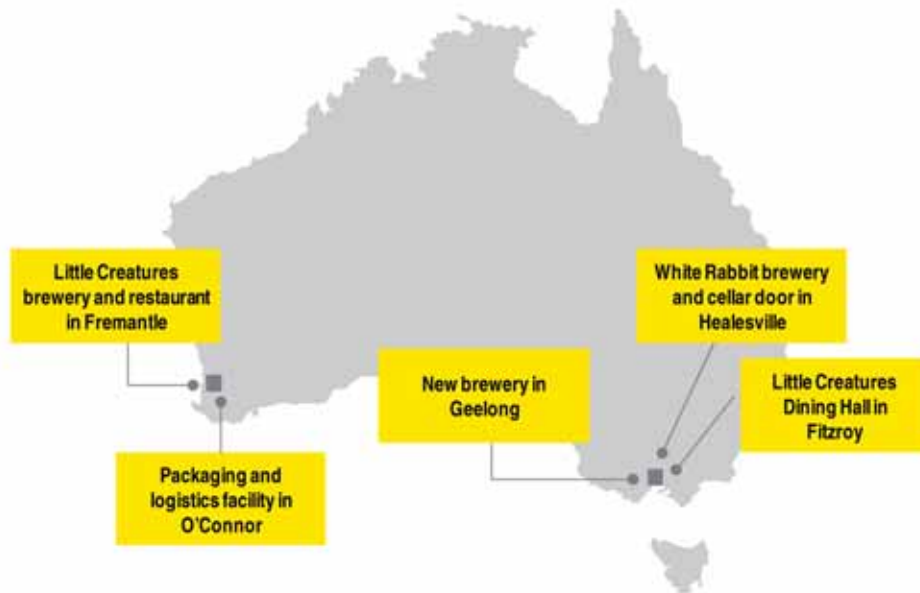 Little Creatures
brewery and restaurant
in Fremantle
White Rabbit brewery
and cellar door in
Healesville
New brewery in
Geelong
Little Creatures
Dining Hall in
Fitzroy
Packaging and
logistics facility in
O'Connor